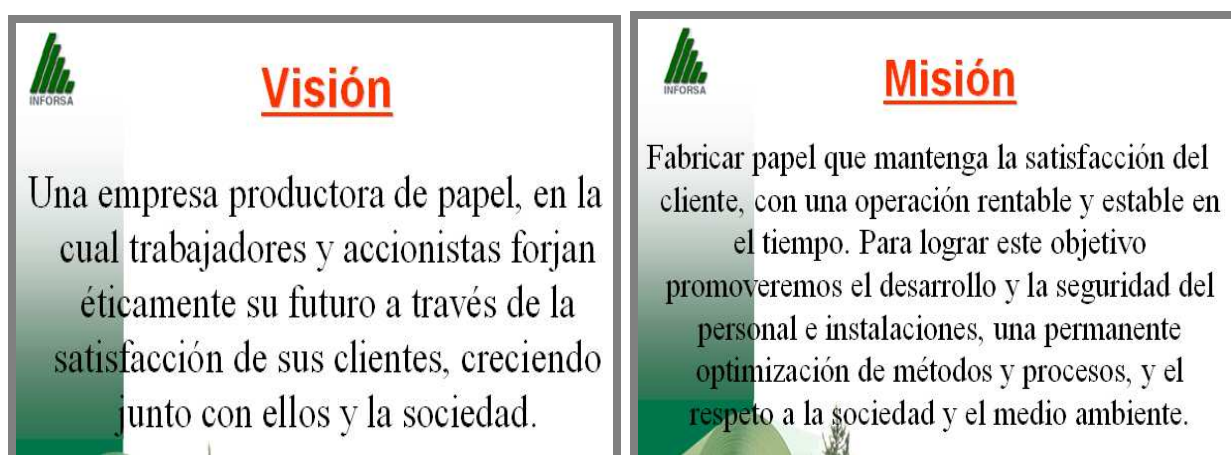 INFORSA
Visión
Una empresa productora de papel, en la
cual trabajadores y accionistas forjan
éticamente su futuro a través de la
satisfacción de sus clientes, creciendo
junto con ellos y la sociedad.
INFORSA
Misión
Fabricar papel que mantenga la satisfacción del
cliente, con una operación rentable y estable en
el tiempo. Para lograr este objetivo
promoveremos el desarrollo y la seguridad del
personal e instalaciones, una permanente
optimización de métodos y procesos, y el
respeto a la sociedad y el medio ambiente.